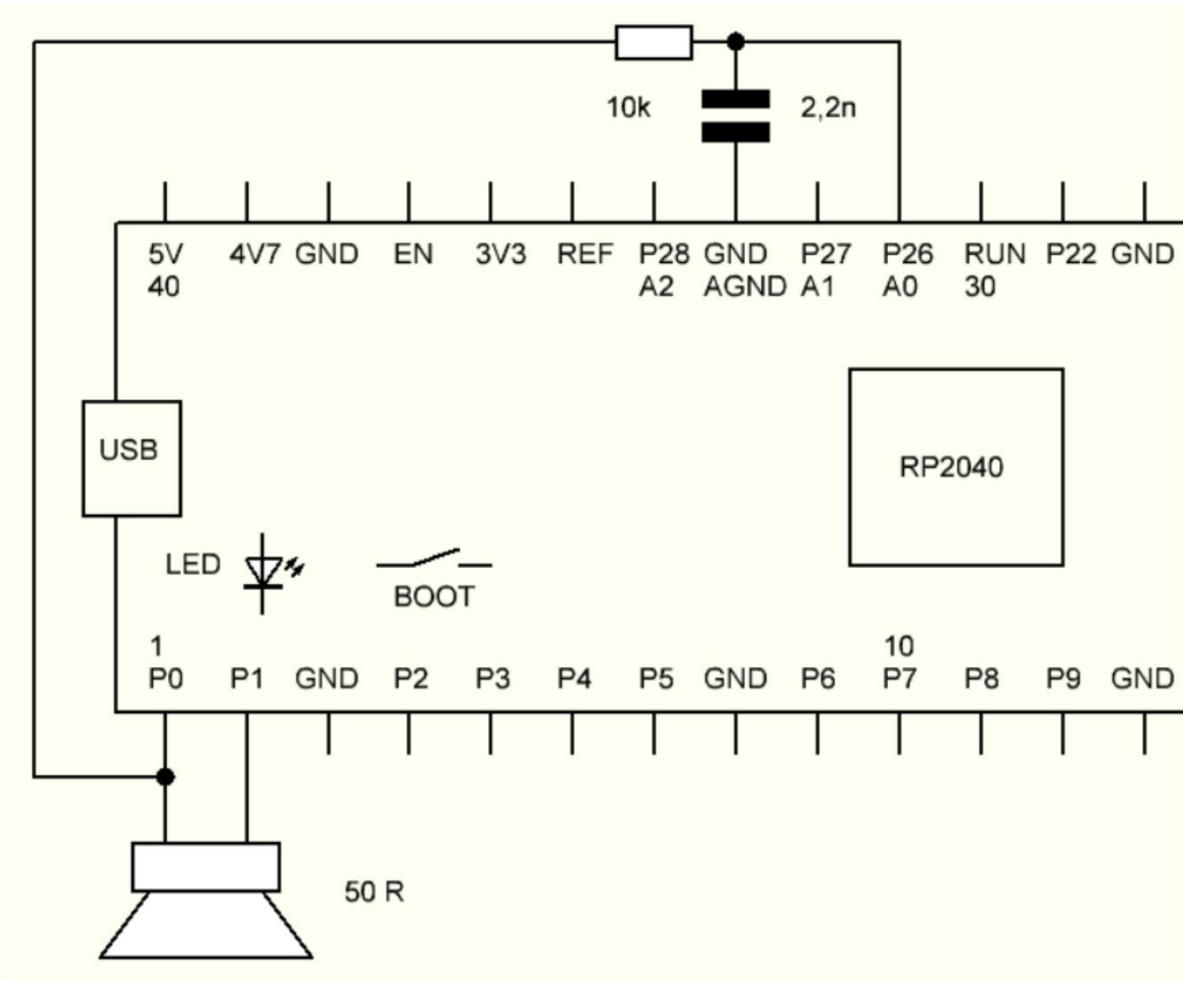 10k 2,2n
5V 4V7 GND EN 3V3 REF P28 GND P27 P26 RUN P22 GND
40 A2 AGND A1 A0 30
USB
RP2040
LED
BOOT
1 10
P0 P1 GND P2 P3 P4 P5 GND P6 P7 P8 P9 GND
50 R